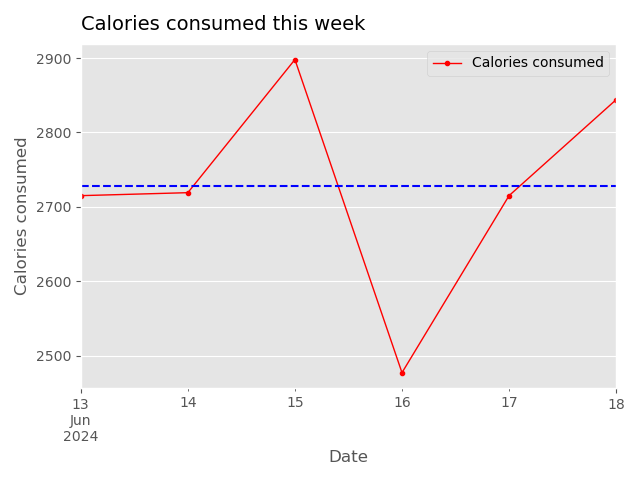 Calories consumed this week
Calories consumed
2900
2800
2700
2600
2500
Calories consumed
13
Jun
2024
14
15
16
17
18
Date